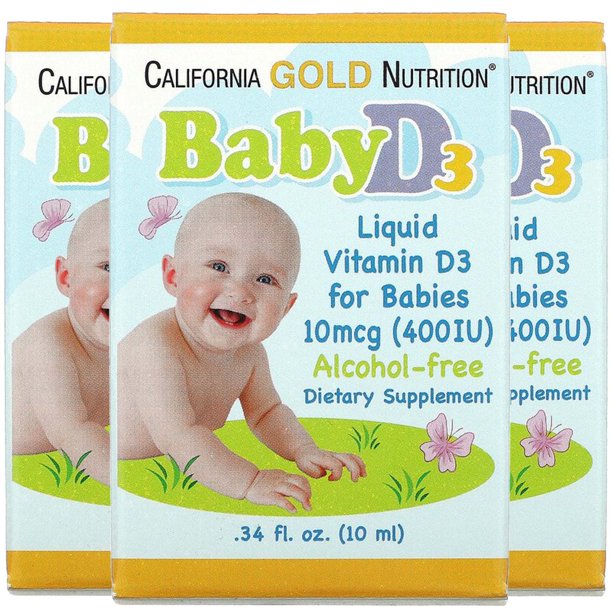 CALIFORNIA GOLD NUTRITION®
Baby D3
Liquid
Vitamin D3
for Babies
10mcg (400IU)
Alcohol-free
Dietary Supplement
.34 fl. oz. (10 ml)